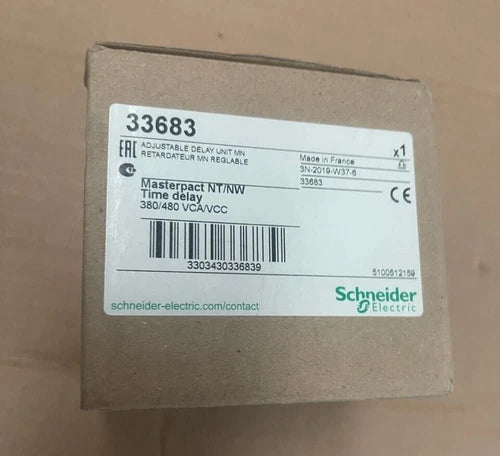 33683
x1
EAC ADJUSTABLE DELAY UNIT MN
RETARDATEUR MN REGLABLE
Made in France
3N-2019-W37-6
33683
Masterpact NT/NW
Time delay
380/480 VCA/VCC
CE
3303430336839
5100512159
schneider-electric.com/contact
Schneider
Electric